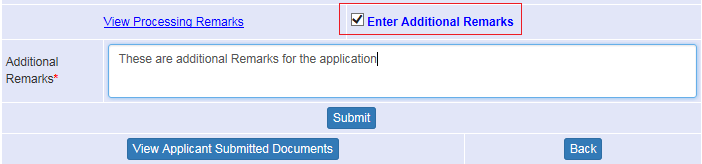 View Processing Remarks Enter Additional Remarks
Additional Remarks*
These are additional Remarks for the application
Submit
View Applicant Submitted Documents Back